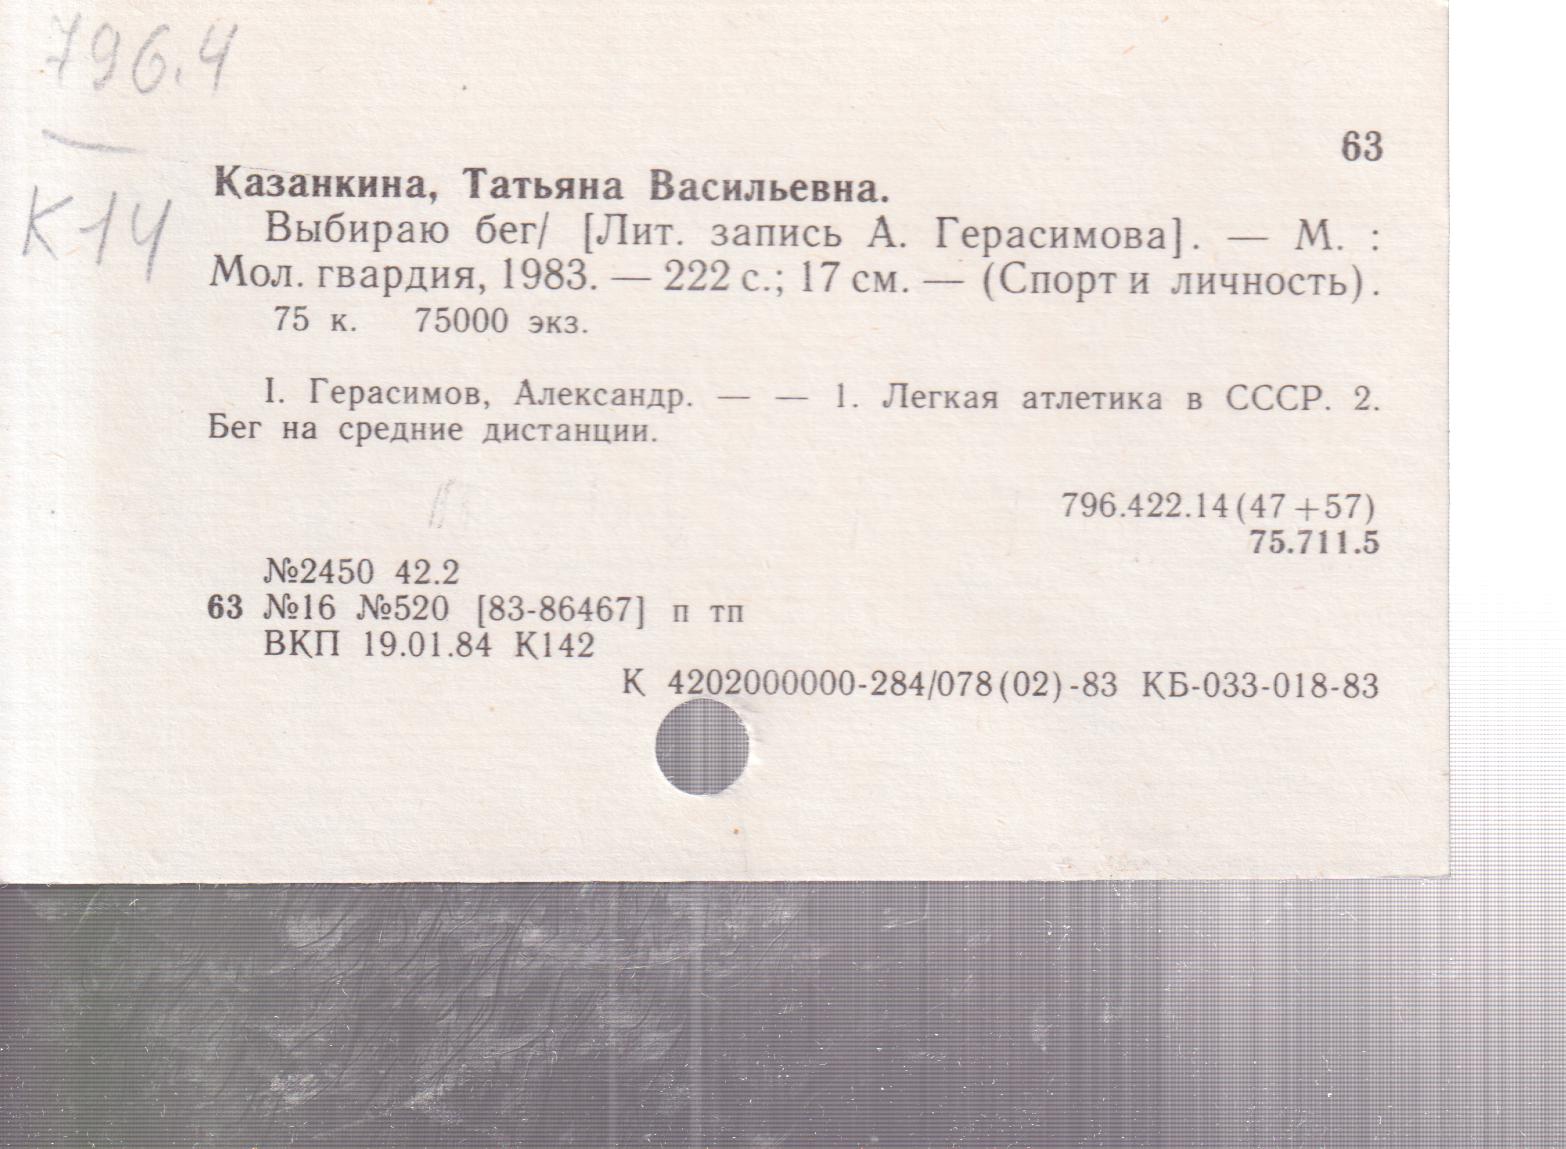 796.4
К14
63
Казанкина, Татьяна Васильевна.
Выбираю бег/ [Лит. запись А. Герасимова]. — М. :
Мол. гвардия, 1983. — 222 с.; 17 см. — (Спорт и личность).
75 к. 75000 экз.
I. Герасимов, Александр. — — 1. Легкая атлетика в СССР. 2.
Бег на средние дистанции.
796.422.14(47+57)
75.711.5
№2450 42.2
63 №16 №520 [83-86467] п тп
ВКП 19.01.84 К142
К 4202000000-284/078(02)-83 КБ-033-018-83